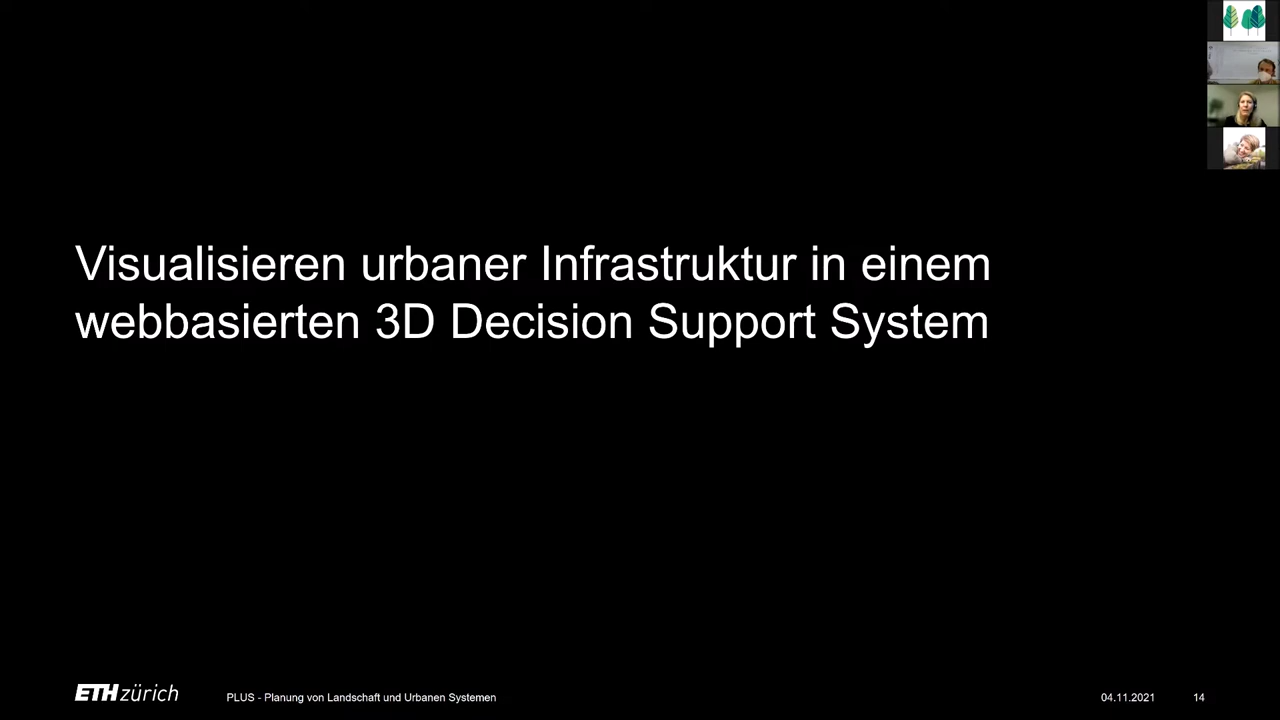 Visualisieren urbaner Infrastruktur in einem
webbasierten 3D Decision Support System
ETH zürich
PLUS - Planung von Landschaft und Urbanen Systemen
04.11.2021
14